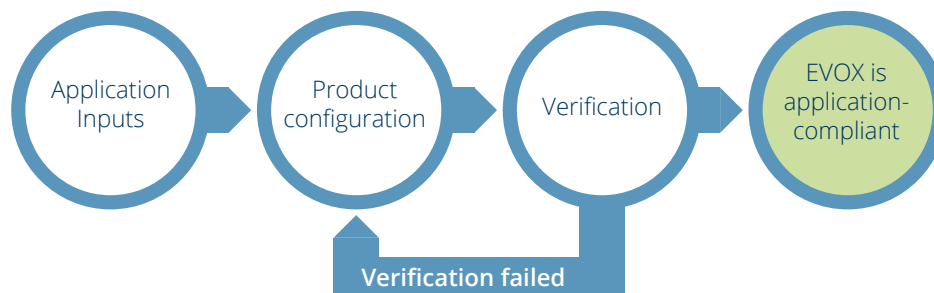 Application
Inputs
Product
configuration
Verification
EVOX is
application-
compliant
Verification failed